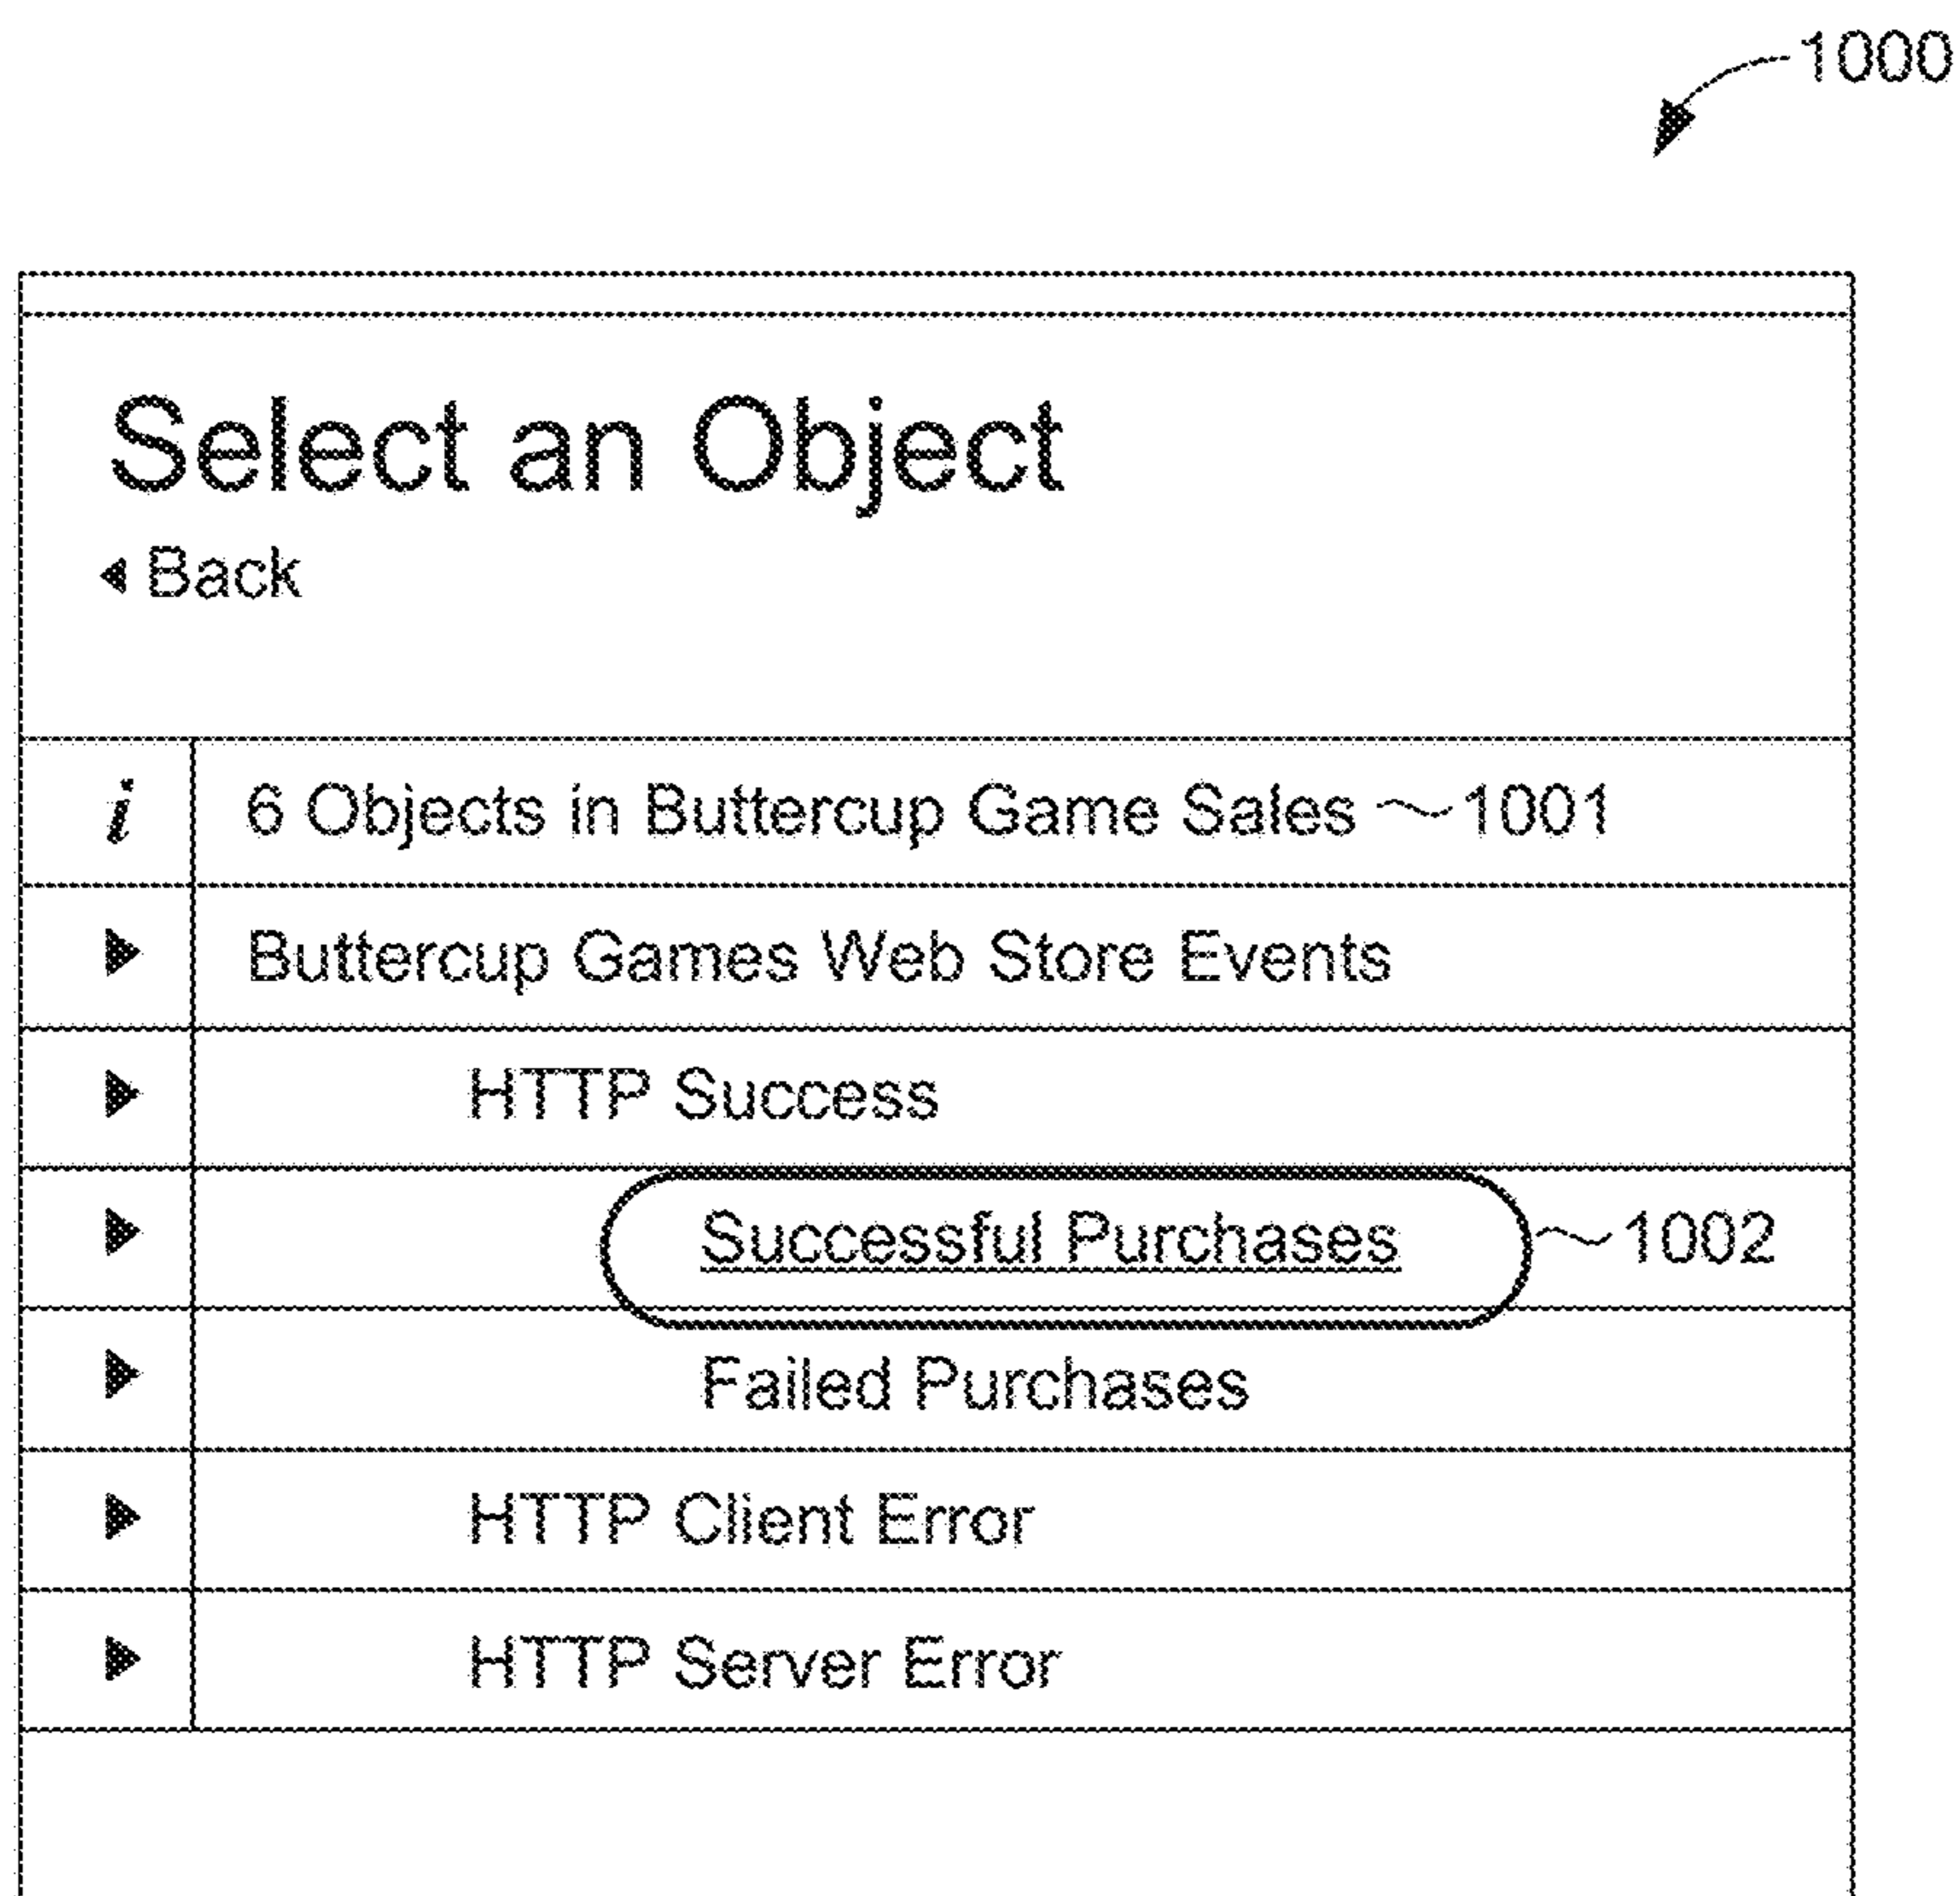 1000
Select an Object
Back
i 6 Objects in Buttercup Game Sales 1001
Buttercup Games Web Store Events
HTTP Success
Successful Purchases 1002
Failed Purchases
HTTP Client Error
HTTP Server Error